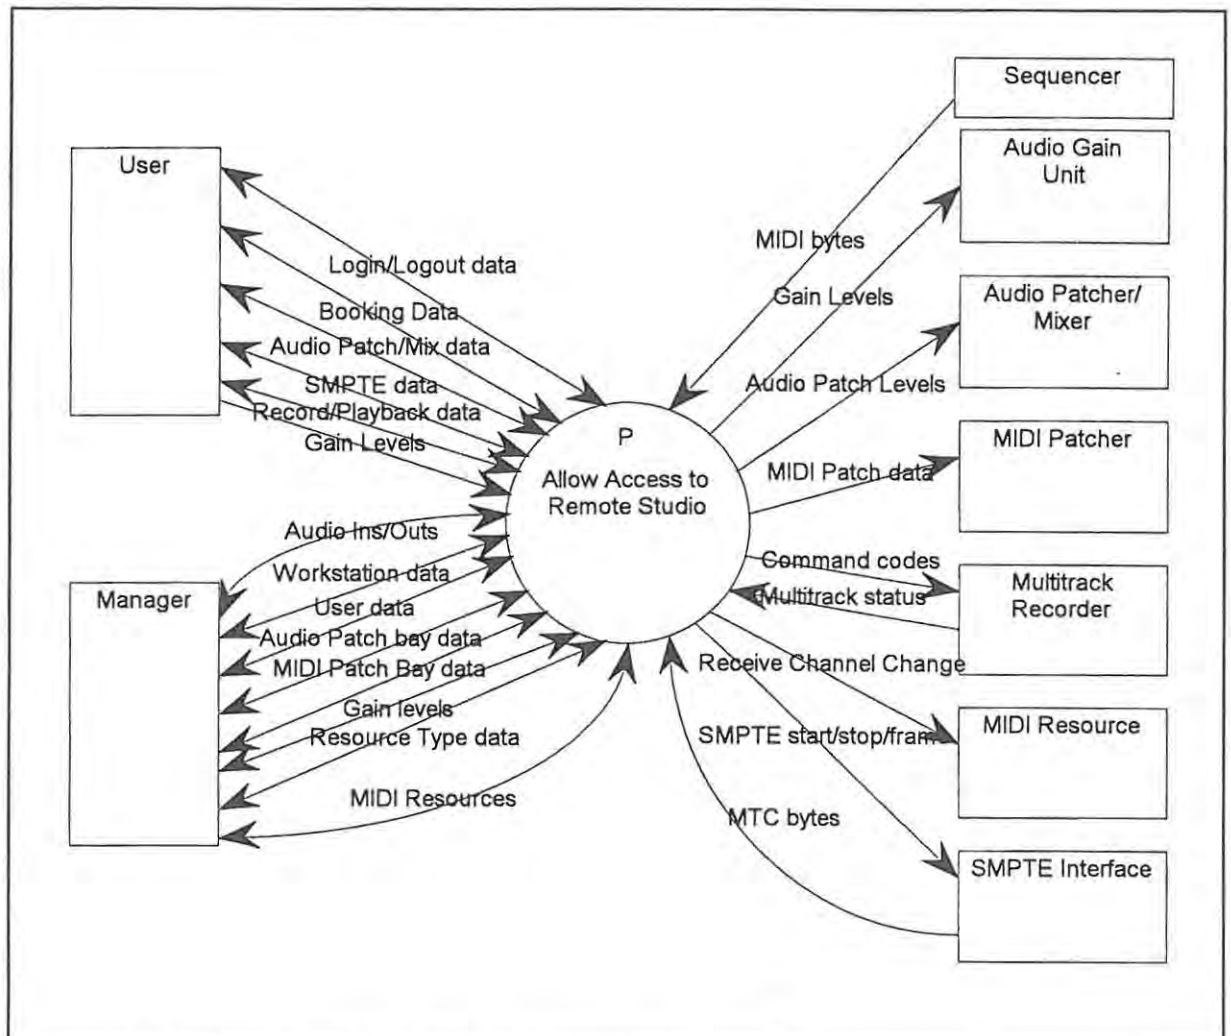 User
Login/Logout data
Booking Data
Audio Patch/Mix data
SMPTE data
Record/Playback data
Gain Levels
Manager
Audio Ins/Outs
Workstation data
User data
Audio Patch bay data
MIDI Patch Bay data
Gain levels
Resource Type data
MIDI Resources
P
Allow Access to
Remote Studio
Sequencer
MIDI bytes
Audio Gain
Unit
Gain Levels
Audio Patcher/
Mixer
Audio Patch Levels
MIDI Patcher
MIDI Patch data
Command codes
Multitrack status
Multitrack
Recorder
Receive Channel Change
MIDI Resource
SMPTE start/stop/frame
MTC bytes
SMPTE Interface